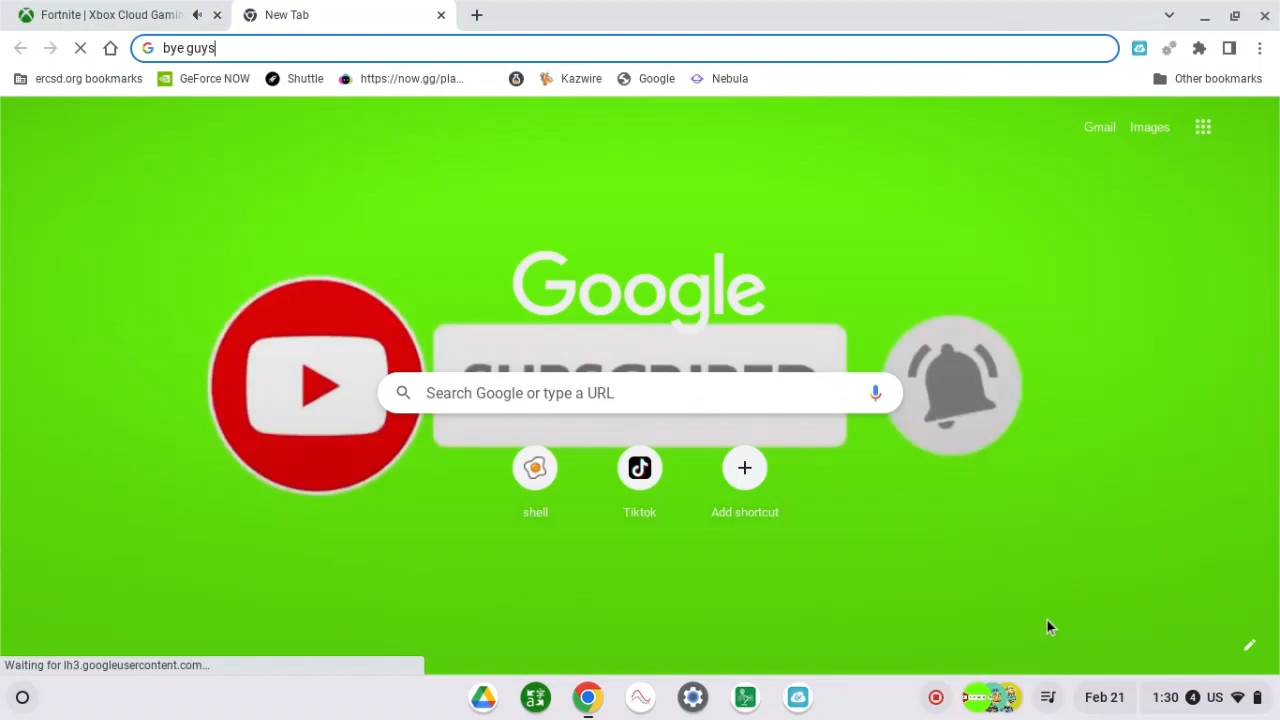 Fortnite | Xbox Cloud Gamin
New Tab
bye guys
ercsd.org bookmarks
GeForce NOW
Shuttle
https://now.gg/pla...
Kazwire
Google
Nebula
Other bookmarks
Gmail
Images
Google
SUBSCRIBED
Search Google or type a URL
shell
Tiktok
Add shortcut
Waiting for lh3.googleusercontent.com...
Feb 21
1:30
4
US